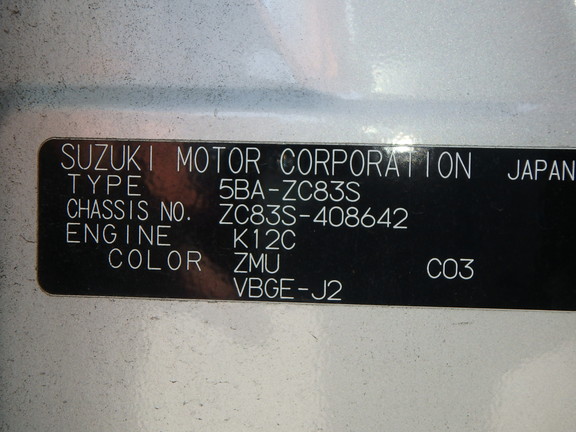 SUZUKI MOTOR CORPORATION JAPAN
TYPE 5BA-ZC83S
CHASSIS NO. ZC83S-408642
ENGINE K12C
COLOR ZMU C03
VBGE-J2